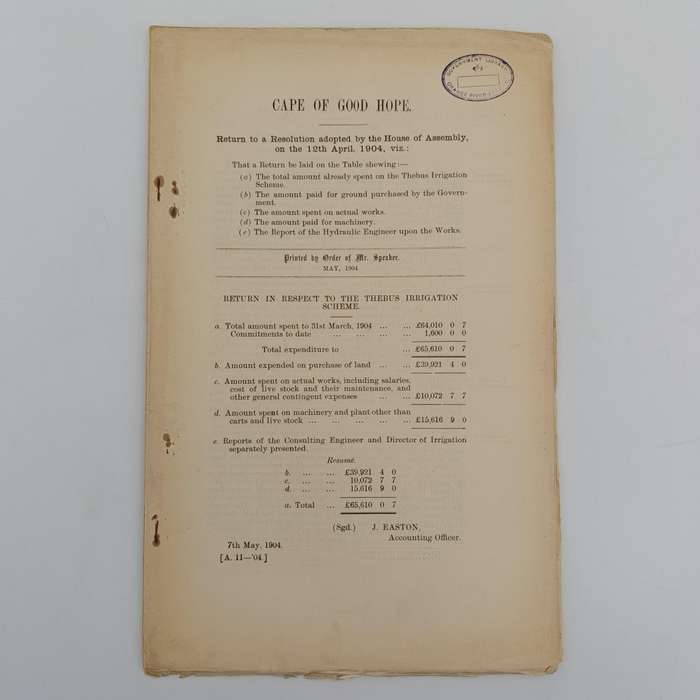 GOVERNMENT LIBRARY
ORANGE RIVER
CAPE OF GOOD HOPE.
Return to a Resolution adopted by the House of Assembly,
on the 12th April, 1904, viz.:
That a Return be laid on the Table shewing:—
(a) The total amount already spent on the Thebus Irrigation
Scheme.
(b) The amount paid for ground purchased by the Govern-
ment.
(c) The amount spent on actual works.
(d) The amount paid for machinery.
(e) The Report of the Hydraulic Engineer upon the Works.
Printed by Order of Mr. Speaker.
MAY, 1904
RETURN IN RESPECT TO THE THEBUS IRRIGATION
SCHEME.
a. Total amount spent to 31st March, 1904 ... ... £64,010 0 7
Commitments to date ... ... ... ... 1,600 0 0
Total expenditure to ... £65,610 0 7
b. Amount expended on purchase of land ... ... £39,921 4 0
c. Amount spent on actual works, including salaries,
cost of live stock and their maintenance, and
other general contingent expenses ... ... £10,072 7 7
d. Amount spent on machinery and plant other than
carts and live stock ... ... ... ... ... £15,616 9 0
e. Reports of the Consulting Engineer and Director of Irrigation
separately presented.
Resumé.
b. ... ... £39,921 4 0
c. ... ... 10,072 7 7
d. ... ... 15,616 9 0
a. Total ... £65,610 0 7
(Sgd.) J. EASTON,
Accounting Officer.
7th May, 1904.
[A. 11—'04.]